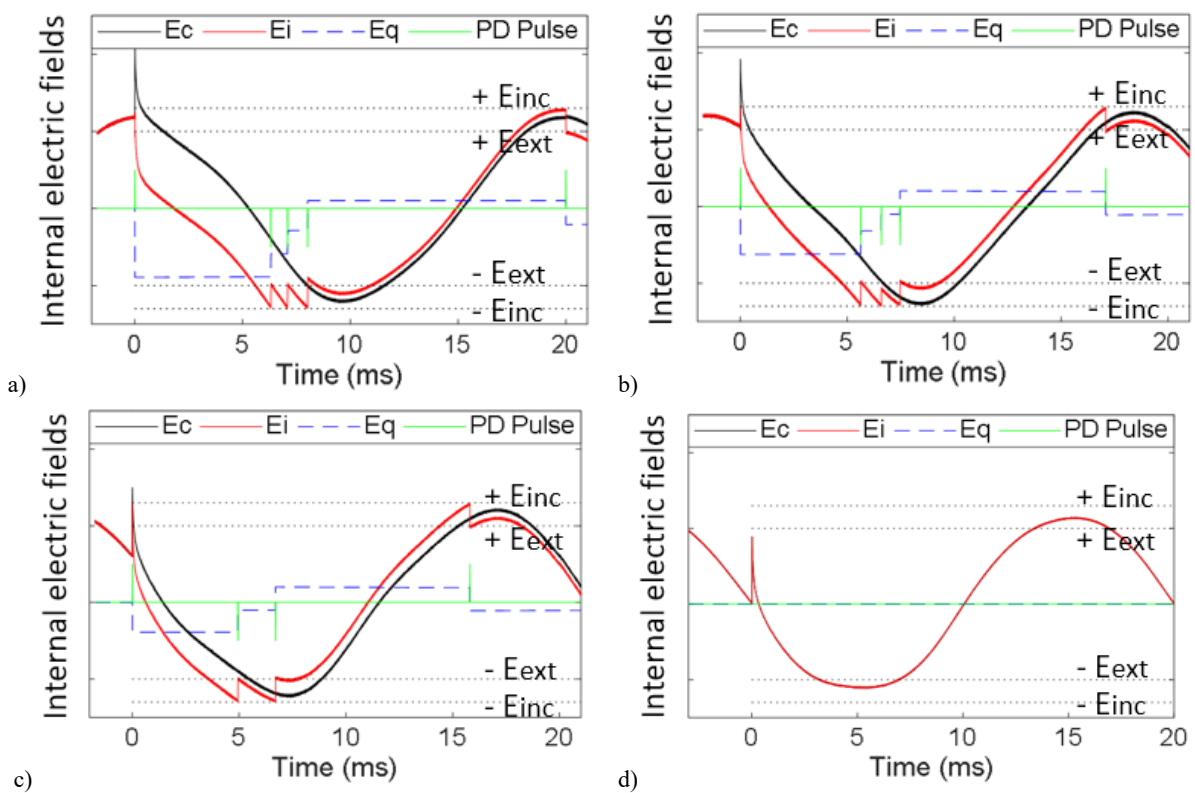 Ec Ei Eq PD Pulse
Internal electric fields
+ Einc
+ Eext
- Eext
- Einc
0 5 10 15 20
Time (ms)
a)
Ec Ei Eq PD Pulse
Internal electric fields
+ Einc
+ Eext
- Eext
- Einc
0 5 10 15 20
Time (ms)
b)
Ec Ei Eq PD Pulse
Internal electric fields
+ Einc
+ Eext
- Eext
- Einc
0 5 10 15 20
Time (ms)
c)
Ec Ei Eq PD Pulse
Internal electric fields
+ Einc
+ Eext
- Eext
- Einc
0 5 10 15 20
Time (ms)
d)